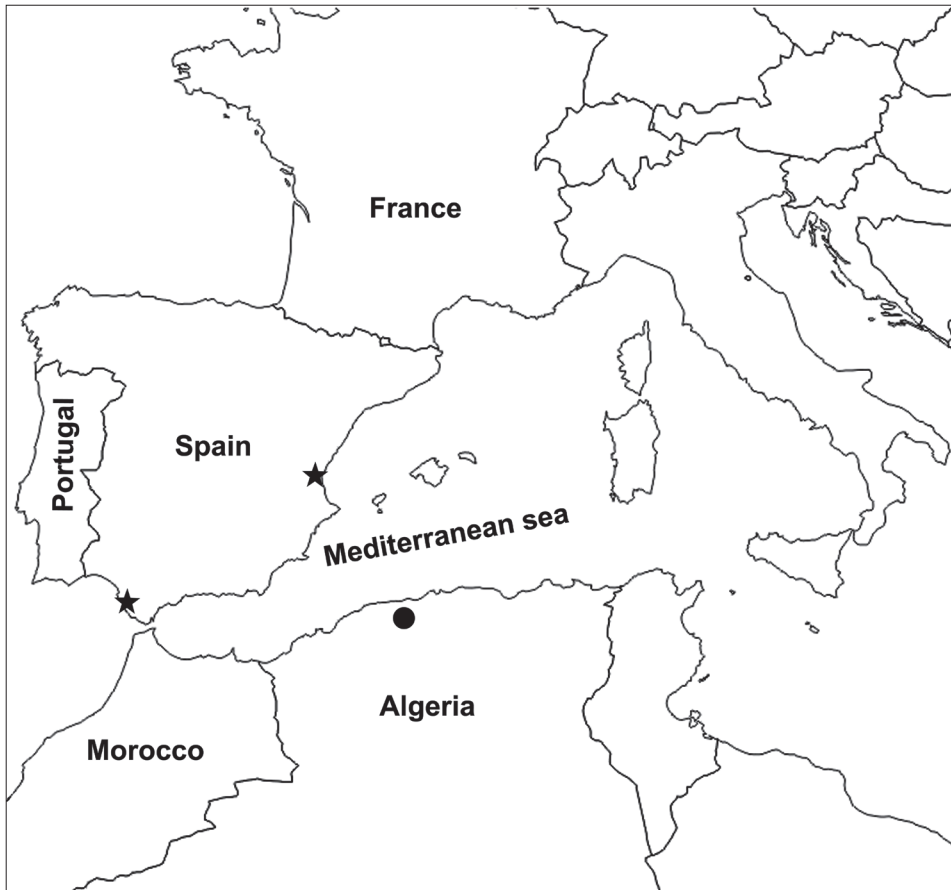 France
Portugal
Spain
Mediterranean sea
Algeria
Morocco